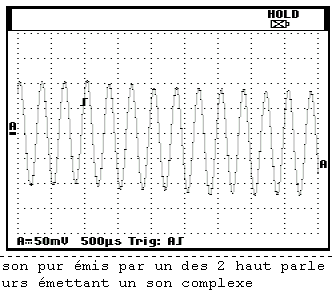 HOLD
A
A
A=50mV 500µs Trig: A∫
son pur émis par un des 2 haut parle
urs émettant un son complexe